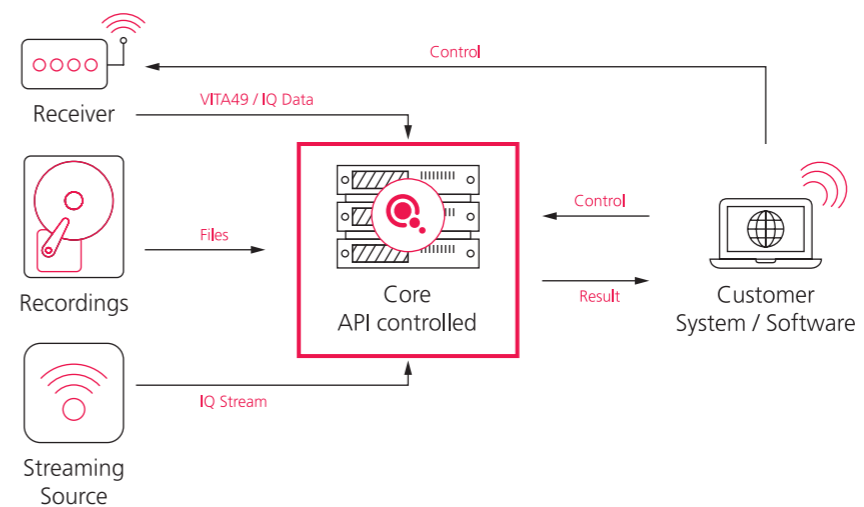 Control
Receiver
VITA49 / IQ Data
Control
Files
Recordings
Core
API controlled
Result
Customer
System / Software
IQ Stream
Streaming
Source